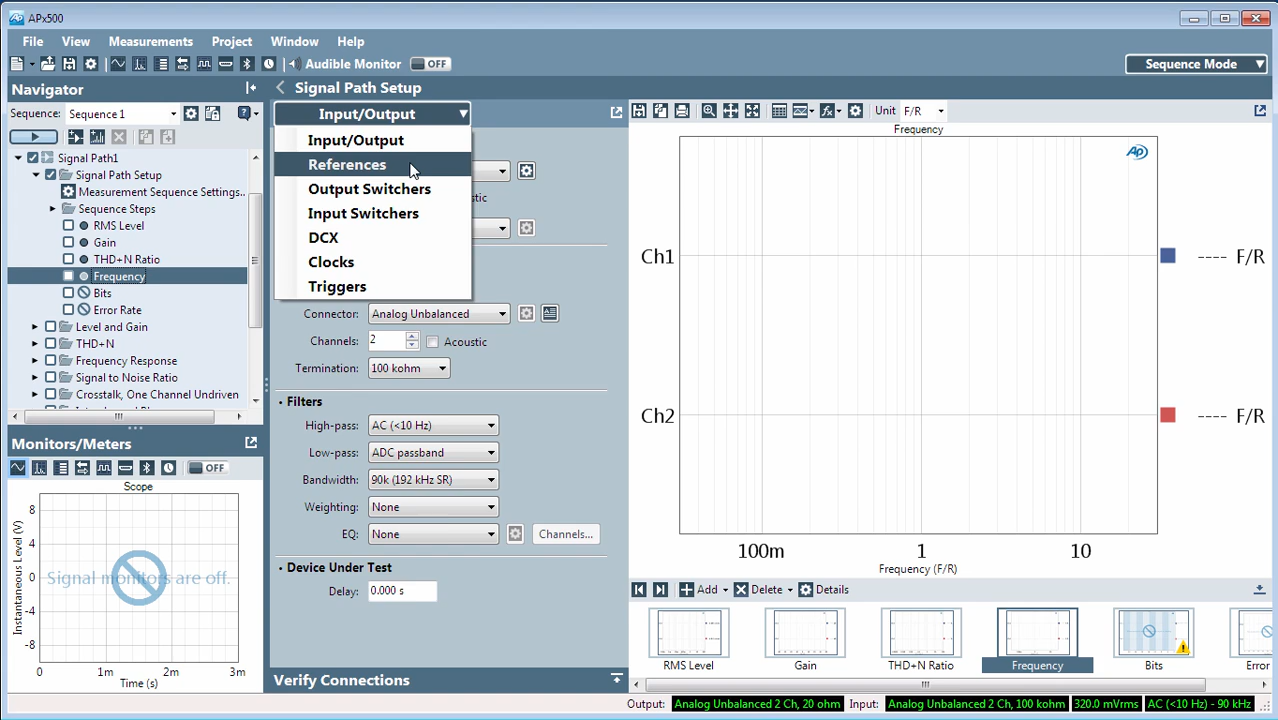 APx500
File View Measurements Project Window Help
Audible Monitor OFF
Sequence Mode
Navigator
Sequence: Sequence 1
Signal Path1
Signal Path Setup
Measurement Sequence Settings...
Sequence Steps
RMS Level
Gain
THD+N Ratio
Frequency
Bits
Error Rate
Level and Gain
THD+N
Frequency Response
Signal to Noise Ratio
Crosstalk, One Channel Undriven
Monitors/Meters
OFF
Scope
Instantaneous Level (V)
8
4
0
-4
-8
Signal monitors are off.
0 1m 2m 3m
Time (s)
Signal Path Setup
Input/Output
Input/Output
References
Output Switchers
Input Switchers
DCX
Clocks
Triggers
stic
Connector: Analog Unbalanced
Channels: 2 Acoustic
Termination: 100 kohm
Filters
High-pass: AC (<10 Hz)
Low-pass: ADC passband
Bandwidth: 90k (192 kHz SR)
Weighting: None
EQ: None Channels...
Device Under Test
Delay: 0.000 s
Verify Connections
Unit F/R
Frequency
AP
Ch1 ---- F/R
Ch2 ---- F/R
100m 1 10
Frequency (F/R)
Add Delete Details
RMS Level Gain THD+N Ratio Frequency Bits Error
Output: Analog Unbalanced 2 Ch, 20 ohm Input: Analog Unbalanced 2 Ch, 100 kohm 320.0 mVrms AC (<10 Hz) - 90 kHz